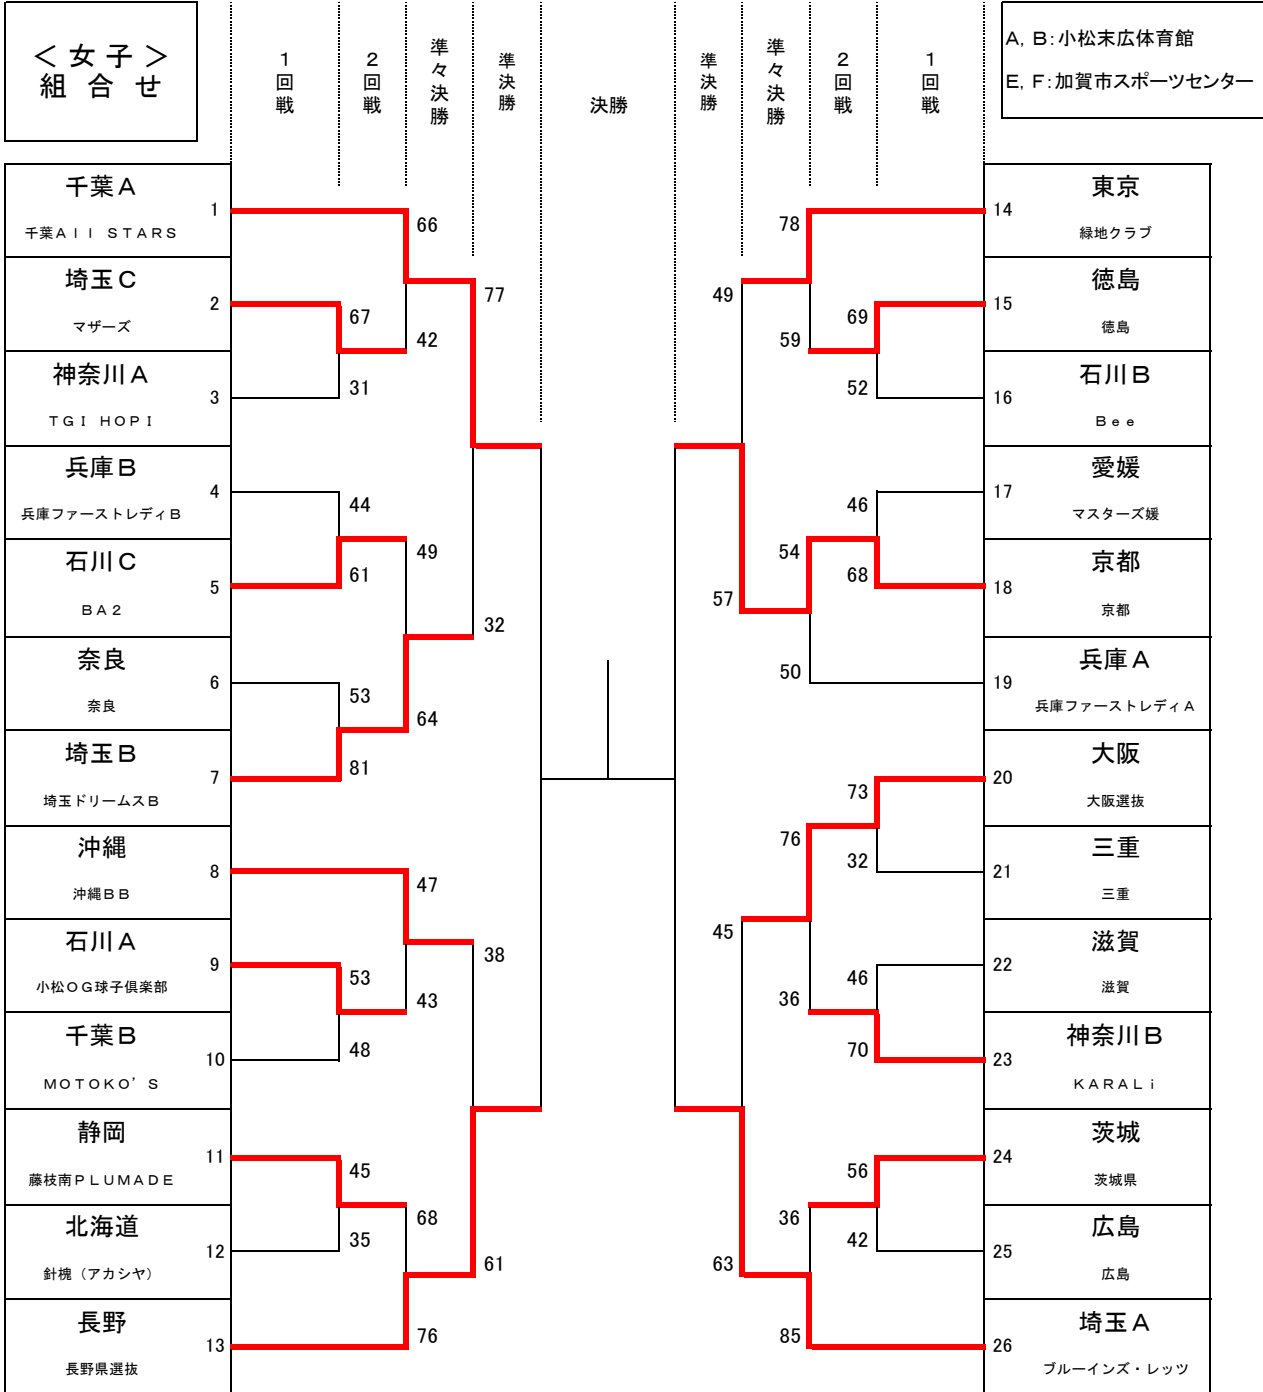 ＜女子＞
組合せ
1回戦
2回戦
準々決勝
準決勝
決勝
準決勝
準々決勝
2回戦
1回戦
A, B:小松末広体育館
E, F:加賀市スポーツセンター
千葉A
1
千葉All STARS
埼玉C
2
マザーズ
神奈川A
3
TGI HOPI
兵庫B
4
兵庫ファーストレディB
石川C
5
BA2
奈良
6
奈良
埼玉B
7
埼玉ドリームスB
沖縄
8
沖縄BB
石川A
9
小松OG球子倶楽部
千葉B
10
MOTOKO'S
静岡
11
藤枝南PLUMADE
北海道
12
針槐（アカシヤ）
長野
13
長野県選抜
67
31
44
61
53
81
53
48
45
35
66
42
49
64
47
43
68
76
77
32
38
61
49
57
45
63
78
59
54
50
76
36
36
85
69
52
46
68
73
32
46
70
56
42
東京
14
緑地クラブ
徳島
15
徳島
石川B
16
Bee
愛媛
17
マスターズ媛
京都
18
京都
兵庫A
19
兵庫ファーストレディA
大阪
20
大阪選抜
三重
21
三重
滋賀
22
滋賀
神奈川B
23
KARALi
茨城
24
茨城県
広島
25
広島
埼玉A
26
ブルーインズ・レッツ